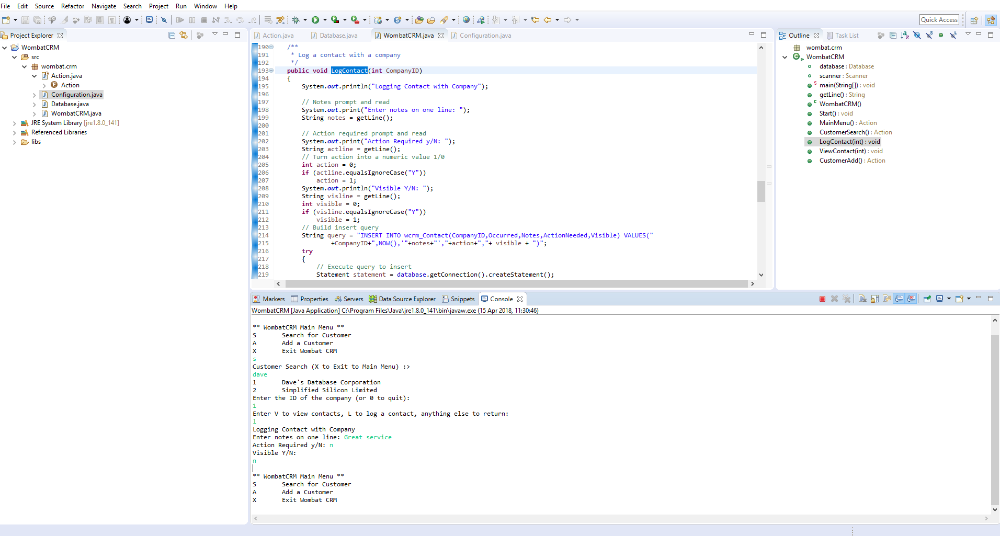 File Edit Source Refactor Navigate Search Project Run Window Help
Quick Access
Project Explorer
WombatCRM
src
wombat.crm
Action.java
Action
Configuration.java
Database.java
WombatCRM.java
JRE System Library [jre1.8.0_141]
Referenced Libraries
libs
Action.java Database.java WombatCRM.java Configuration.java
190 /**
191 * Log a contact with a company
192 */
193 public void LogContact(int CompanyID)
194 {
195 System.out.println("Logging Contact with Company");
196
197 // Notes prompt and read
198 System.out.print("Enter notes on one line: ");
199 String notes = getLine();
200
201 // Action required prompt and read
202 System.out.print("Action Required y/N: ");
203 String actline = getLine();
204 // Turn action into a numeric value 1/0
205 int action = 0;
206 if (actline.equalsIgnoreCase("Y"))
207 action = 1;
208 System.out.println("Visible Y/N: ");
209 String visline = getLine();
210 int visible = 0;
211 if (visline.equalsIgnoreCase("Y"))
212 visible = 1;
213 // Build insert query
214 String query = "INSERT INTO wcrm_Contact(CompanyID,Occurred,Notes,ActionNeeded,Visible) VALUES("
215 +CompanyID+",NOW(),'"+notes+"',"+action+","+ visible + ")";
216 try
217 {
218 // Execute query to insert
219 Statement statement = database.getConnection().createStatement();
Outline Task List
wombat.crm
WombatCRM
database : Database
scanner : Scanner
main(String[]) : void
getLine() : String
WombatCRM()
Start() : void
MainMenu() : Action
CustomerSearch() : Action
LogContact(int) : void
ViewContact(int) : void
CustomerAdd() : Action
Markers Properties Servers Data Source Explorer Snippets Console
WombatCRM [Java Application] C:\Program Files\Java\jre1.8.0_141\bin\javaw.exe (15 Apr 2018, 11:30:46)
** WombatCRM Main Menu **
S Search for Customer
A Add a Customer
X Exit Wombat CRM
s
Customer Search (X to Exit to Main Menu) :>
dave
1 Dave's Database Corporation
2 Simplified Silicon Limited
Enter the ID of the company (or 0 to quit):
1
Enter V to view contacts, L to log a contact, anything else to return:
l
Logging Contact with Company
Enter notes on one line: Great service
Action Required y/N: n
Visible Y/N:
n
** WombatCRM Main Menu **
S Search for Customer
A Add a Customer
X Exit Wombat CRM